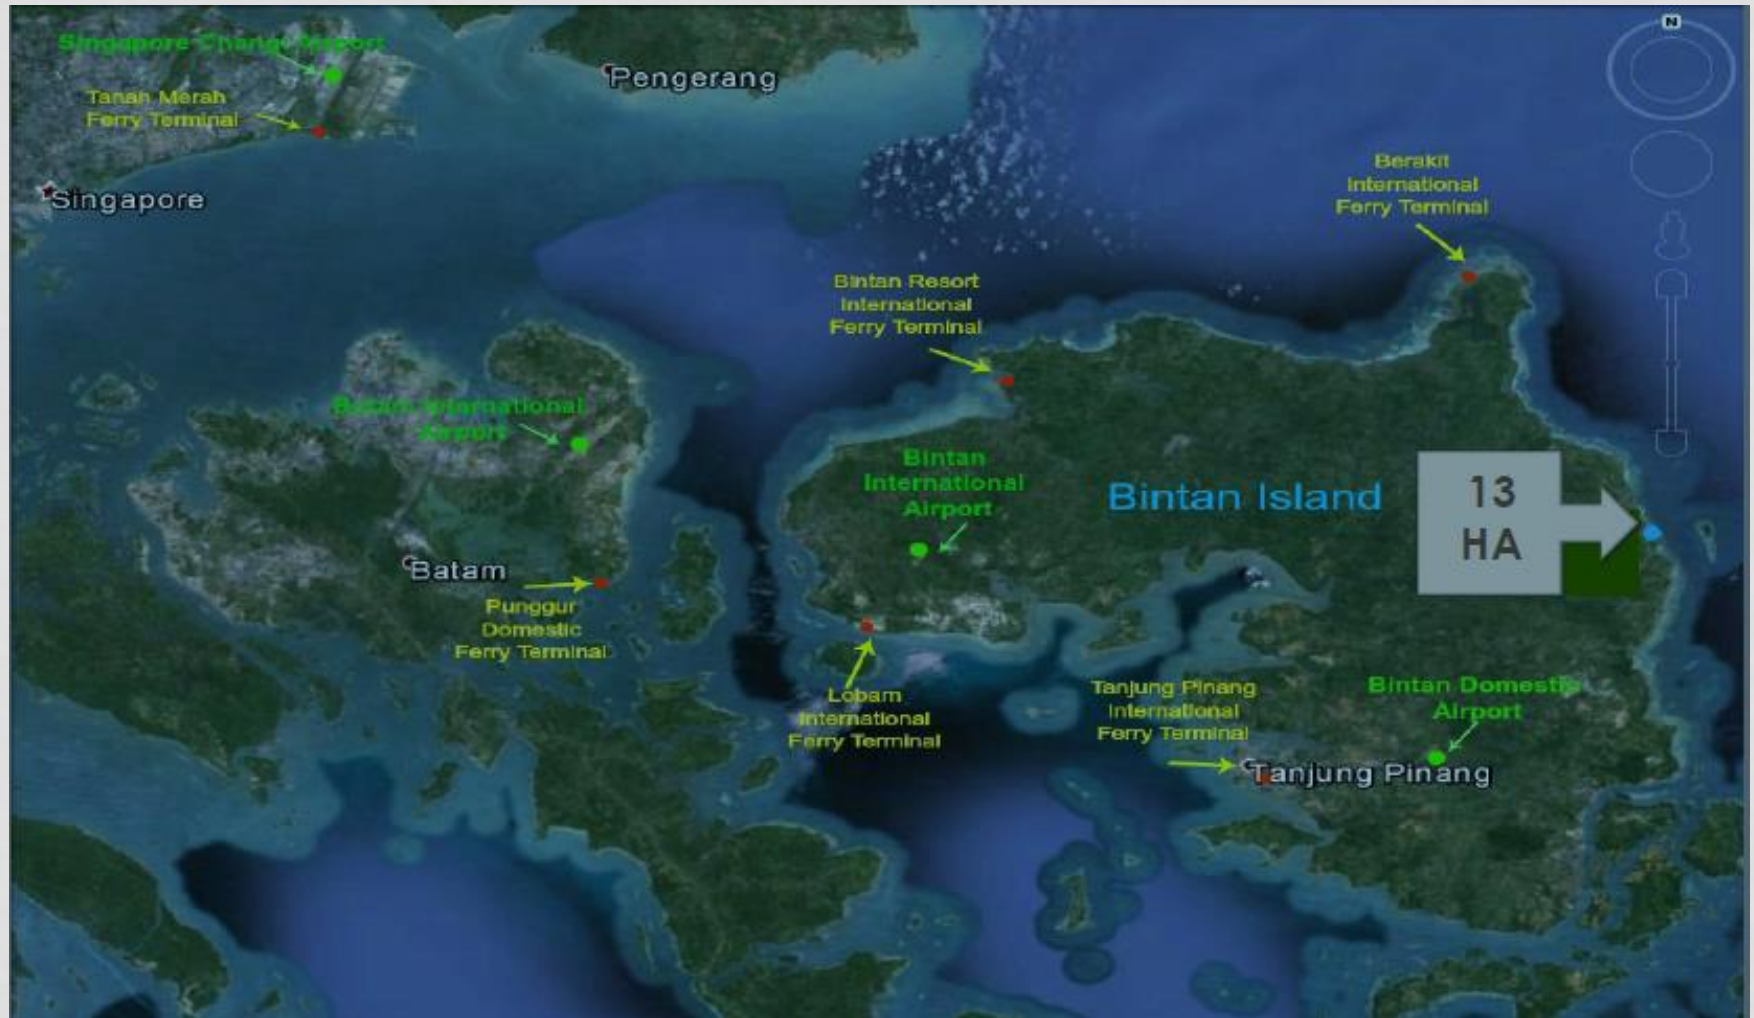 Singapore Changi Airport
Tanah Merah
Ferry Terminal
Singapore
Pengerang
N
Berakit
International
Ferry Terminal
Bintan Resort
International
Ferry Terminal
Batam International
Airport
Bintan
International
Airport
Bintan Island
13
HA
Batam
Punggur
Domestic
Ferry Terminal
Lobam
International
Ferry Terminal
Tanjung Pinang
International
Ferry Terminal
Bintan Domestic
Airport
Tanjung Pinang